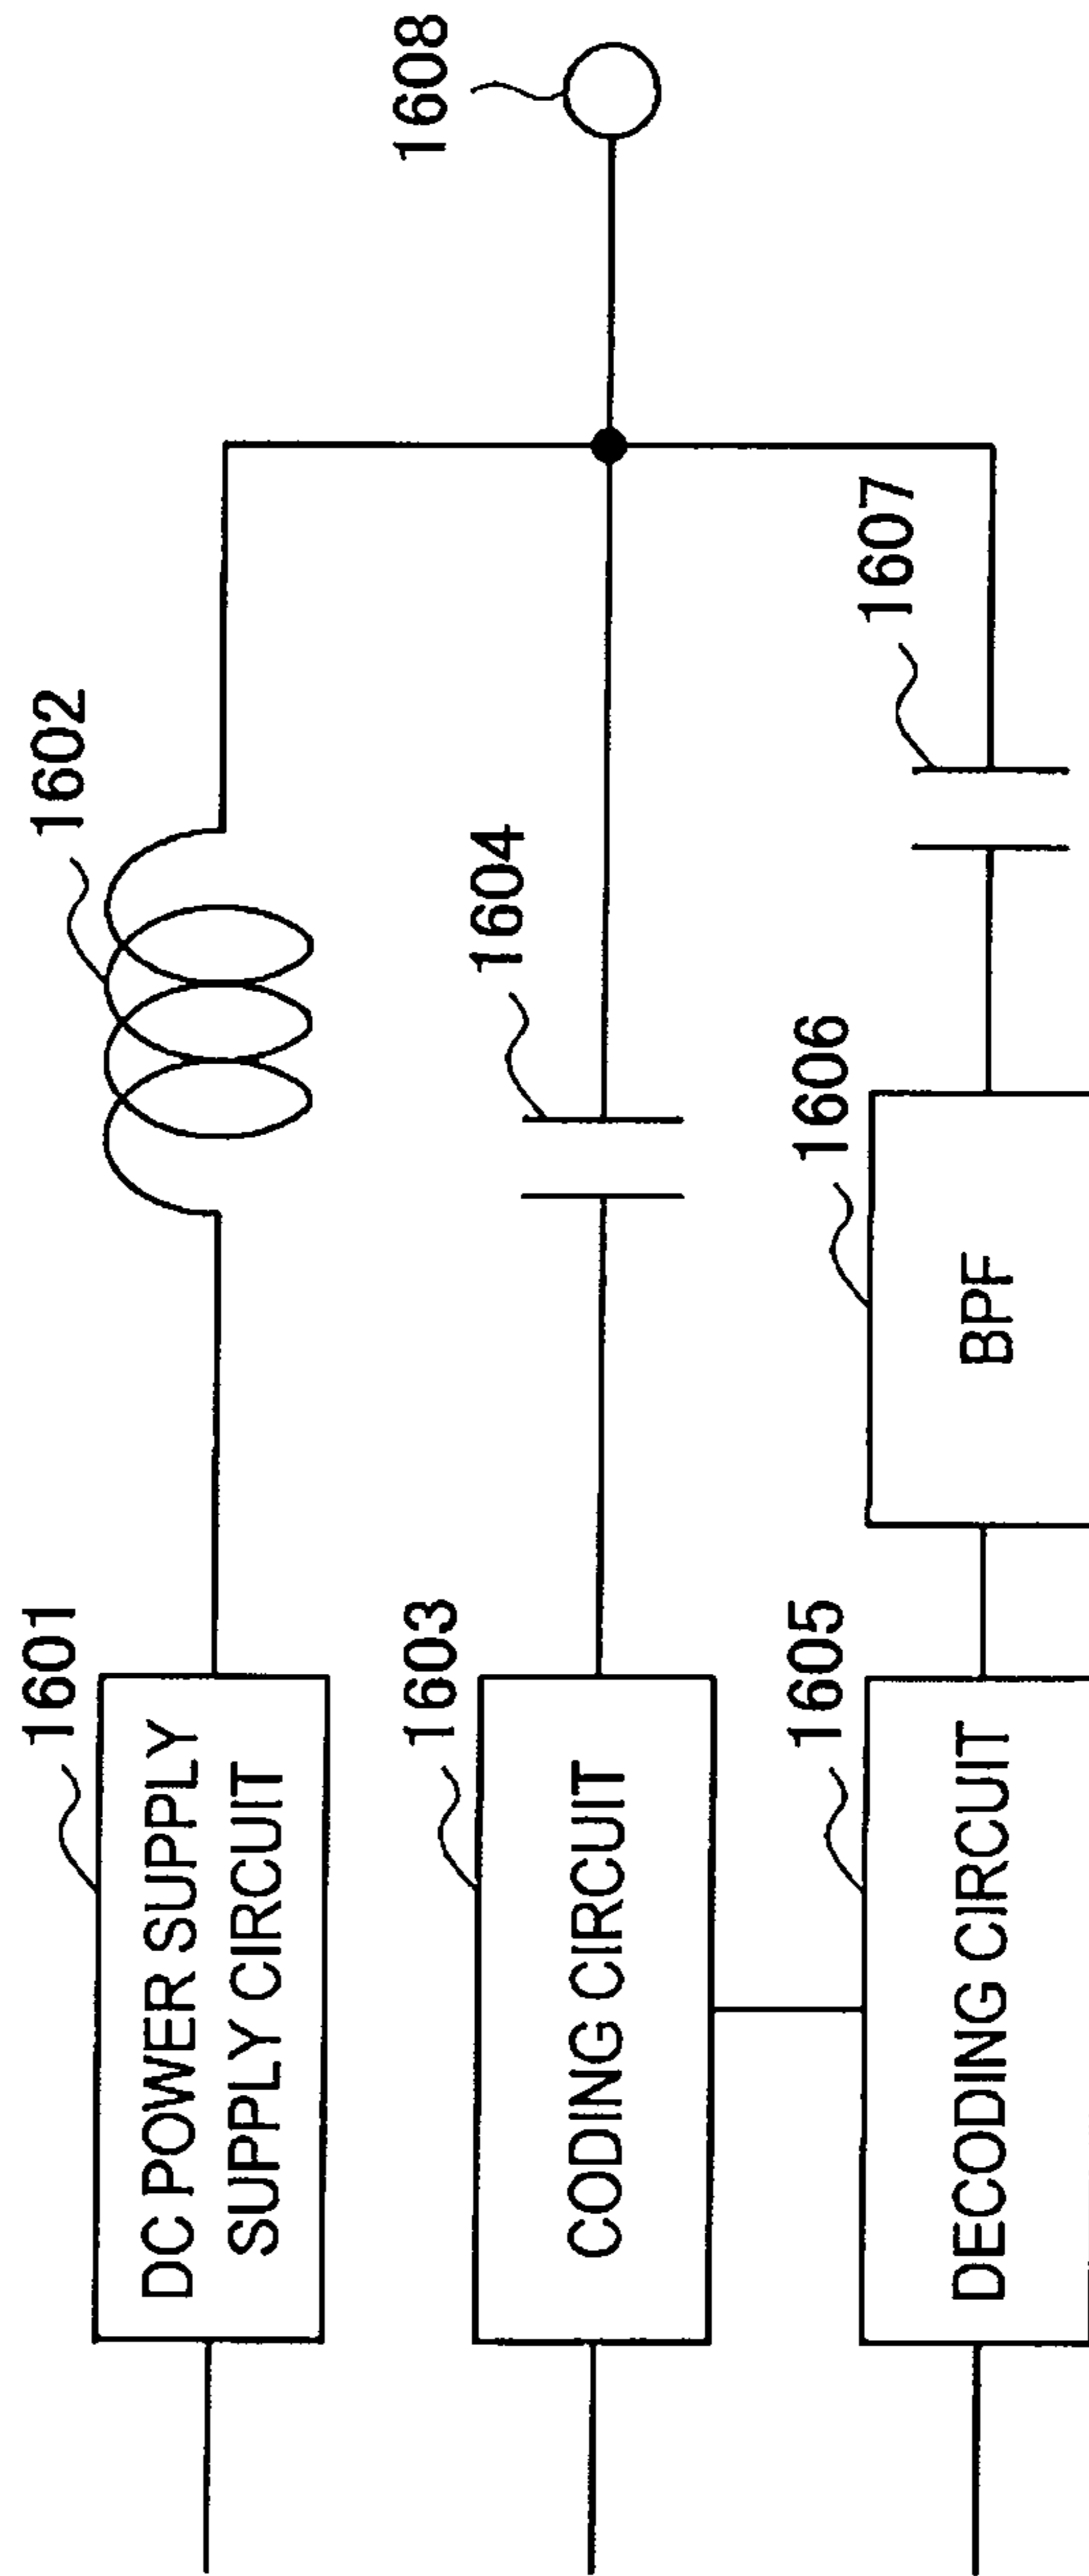 1601
DC POWER SUPPLY
SUPPLY CIRCUIT
1602
1603
CODING CIRCUIT
1604
1608
1605
DECODING CIRCUIT
1606
BPF
1607